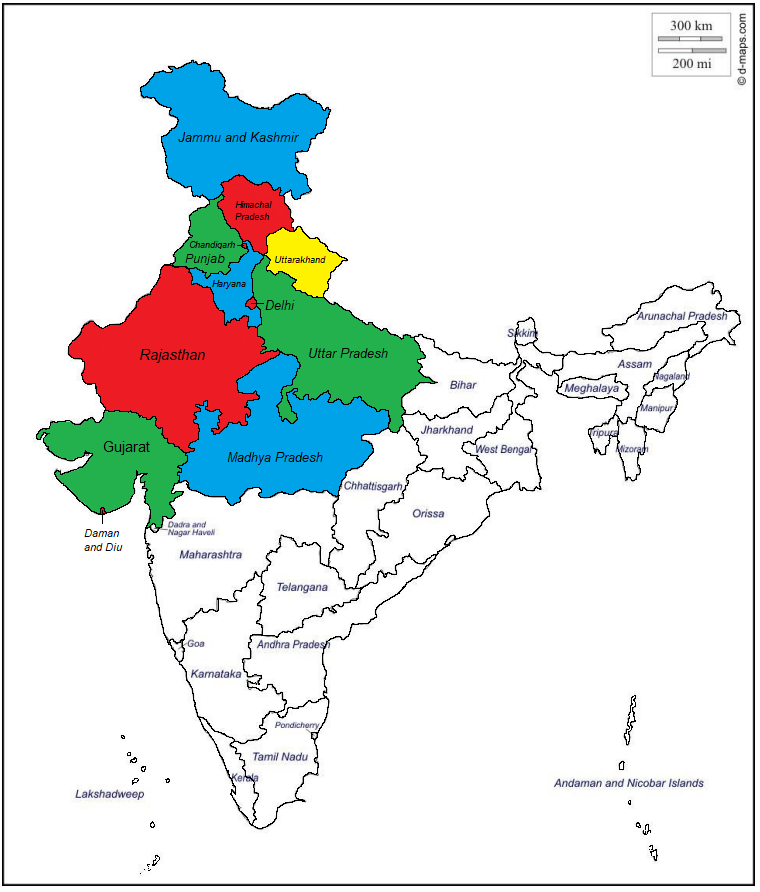 300 km
200 mi
© d-maps.com
Jammu and Kashmir
Himachal
Pradesh
Chandigarh
Punjab
Uttarakhand
Haryana
Delhi
Rajasthan
Uttar Pradesh
Sikkim
Arunachal Pradesh
Assam
Nagaland
Bihar
Meghalaya
Manipur
Jharkhand
Tripura
West Bengal
Mizoram
Gujarat
Madhya Pradesh
Chhattisgarh
Orissa
Daman
and Diu
Dadra and
Nagar Haveli
Maharashtra
Telangana
Goa
Andhra Pradesh
Karnataka
Pondicherry
Tamil Nadu
Kerala
Lakshadweep
Andaman and Nicobar Islands